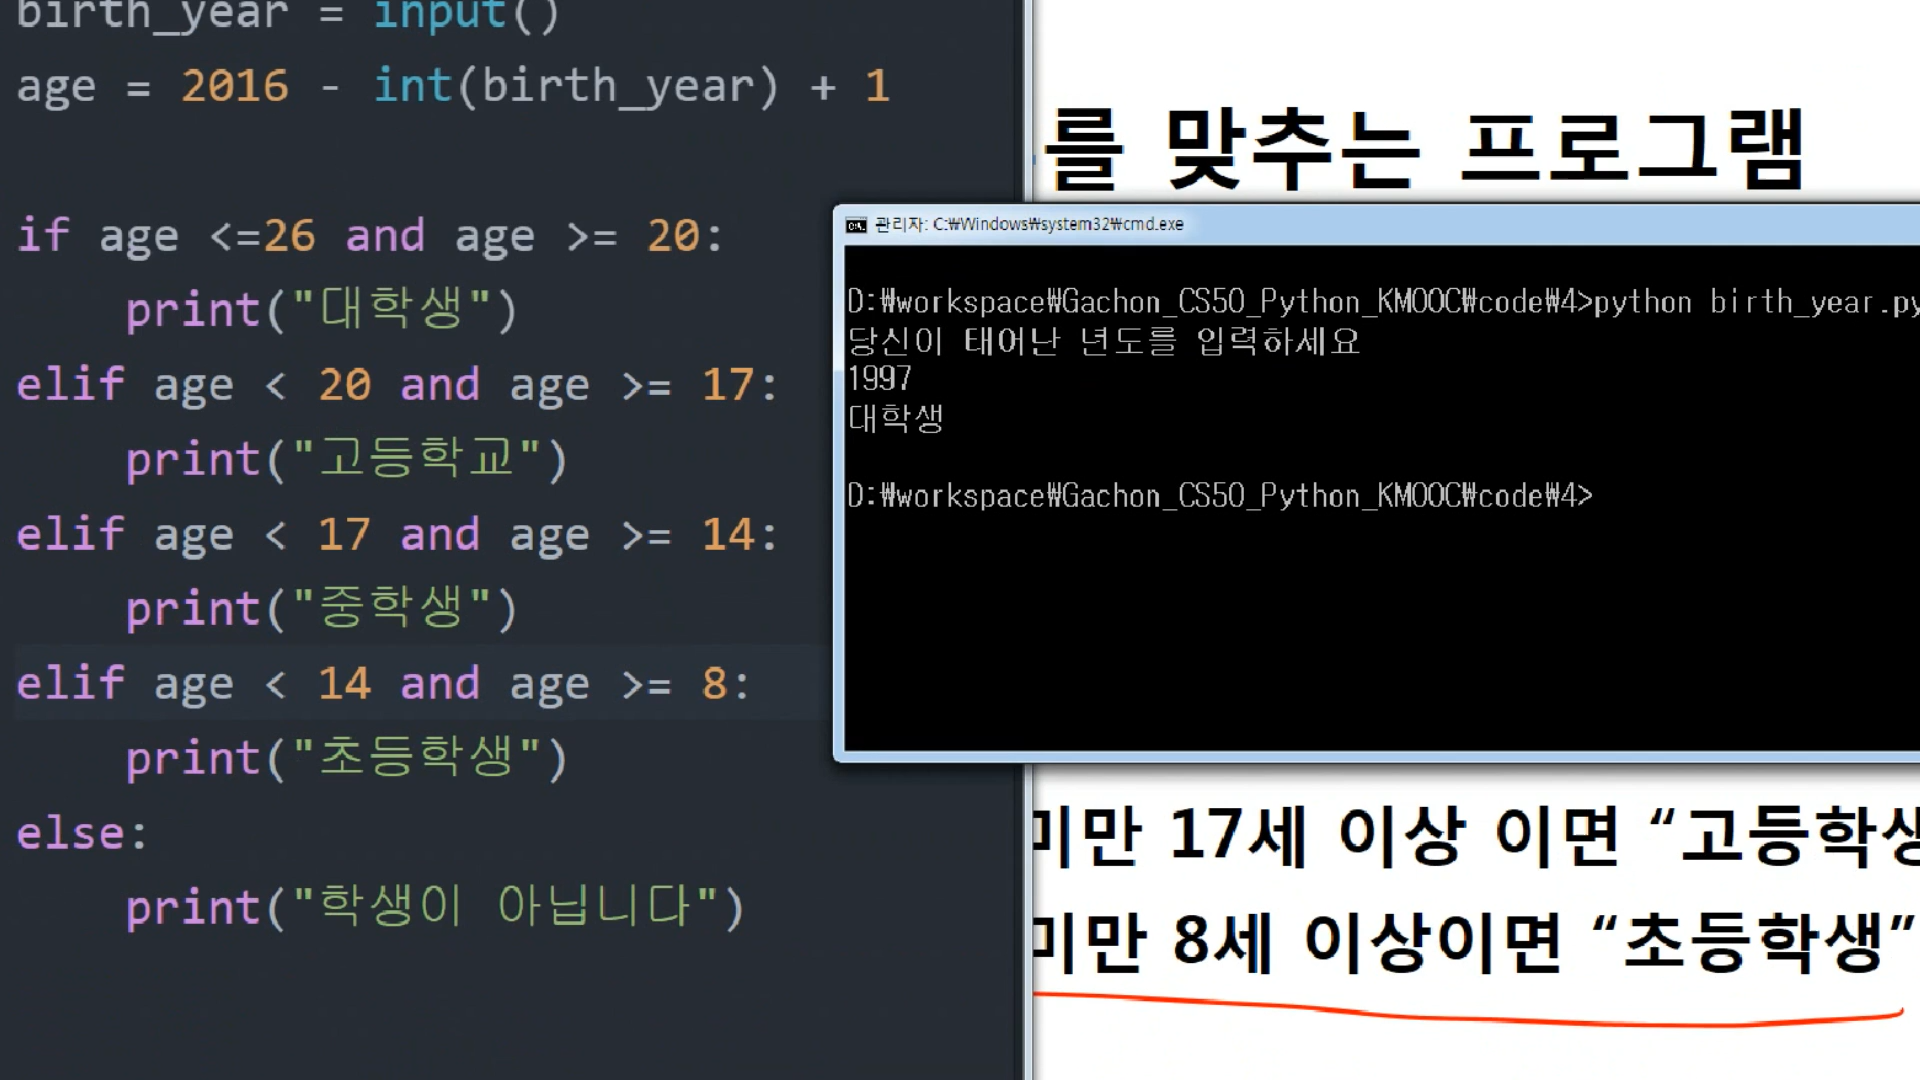 birth_year = input()
age = 2016 - int(birth_year) + 1
if age <=26 and age >= 20:
print("대학생")
elif age < 20 and age >= 17:
print("고등학교")
elif age < 17 and age >= 14:
print("중학생")
elif age < 14 and age >= 8:
print("초등학생")
else:
print("학생이 아닙니다")
를 맞추는 프로그램
관리자: C:₩Windows₩system32₩cmd.exe
D:₩workspace₩Gachon_CS50_Python_KMOOC₩code₩4>python birth_year.py
당신이 태어난 년도를 입력하세요
1997
대학생
D:₩workspace₩Gachon_CS50_Python_KMOOC₩code₩4>
미만 17세 이상 이면 “고등학생
미만 8세 이상이면 “초등학생”